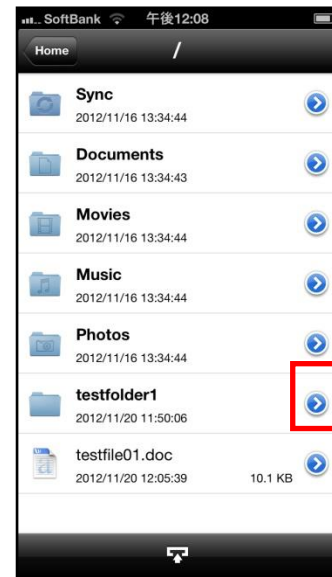 SoftBank 午後12:08
Home /
Sync
2012/11/16 13:34:44
Documents
2012/11/16 13:34:43
Movies
2012/11/16 13:34:44
Music
2012/11/16 13:34:44
Photos
2012/11/16 13:34:44
testfolder1
2012/11/20 11:50:06
testfile01.doc
2012/11/20 12:05:39 10.1 KB